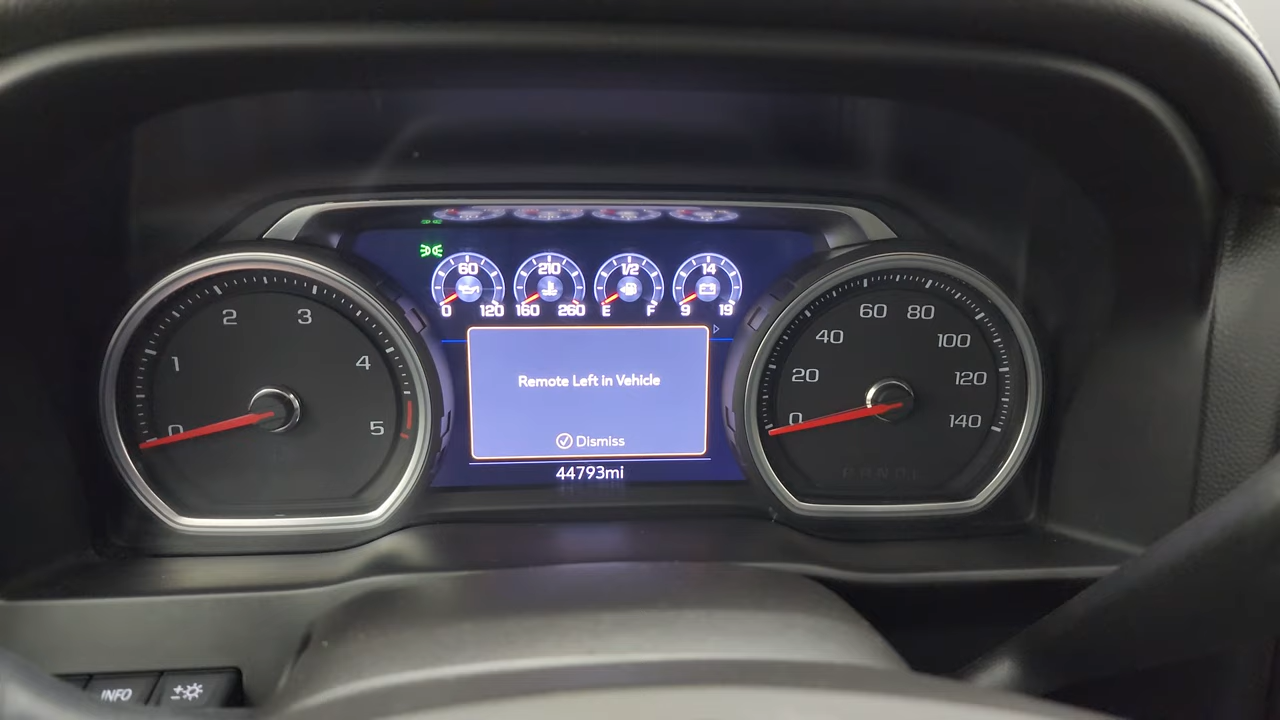 60 210 1/2 14
0 120 160 260 E F 9 19
2 3
1 4
0 5
Remote Left in Vehicle
Dismiss
44793mi
60 80
40 100
20 120
0 140
PRNDL
INFO